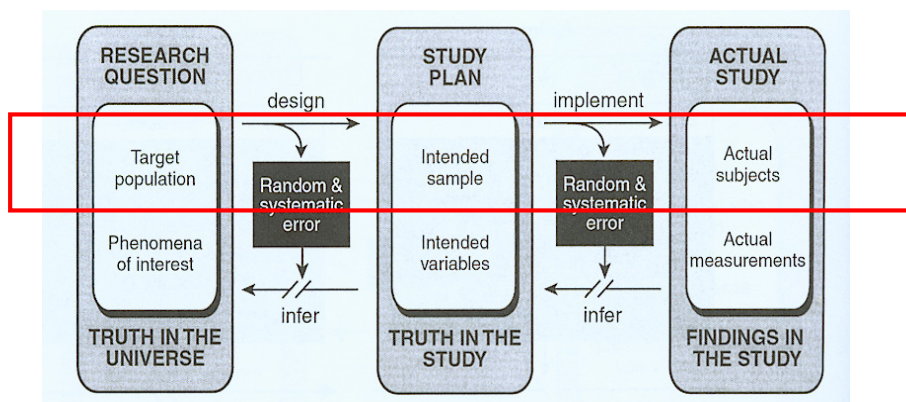 RESEARCH
QUESTION
Target
population
Phenomena
of interest
TRUTH IN THE
UNIVERSE
design
Random &
systematic
error
infer
STUDY
PLAN
Intended
sample
Intended
variables
TRUTH IN THE
STUDY
implement
Random &
systematic
error
infer
ACTUAL
STUDY
Actual
subjects
Actual
measurements
FINDINGS IN
THE STUDY